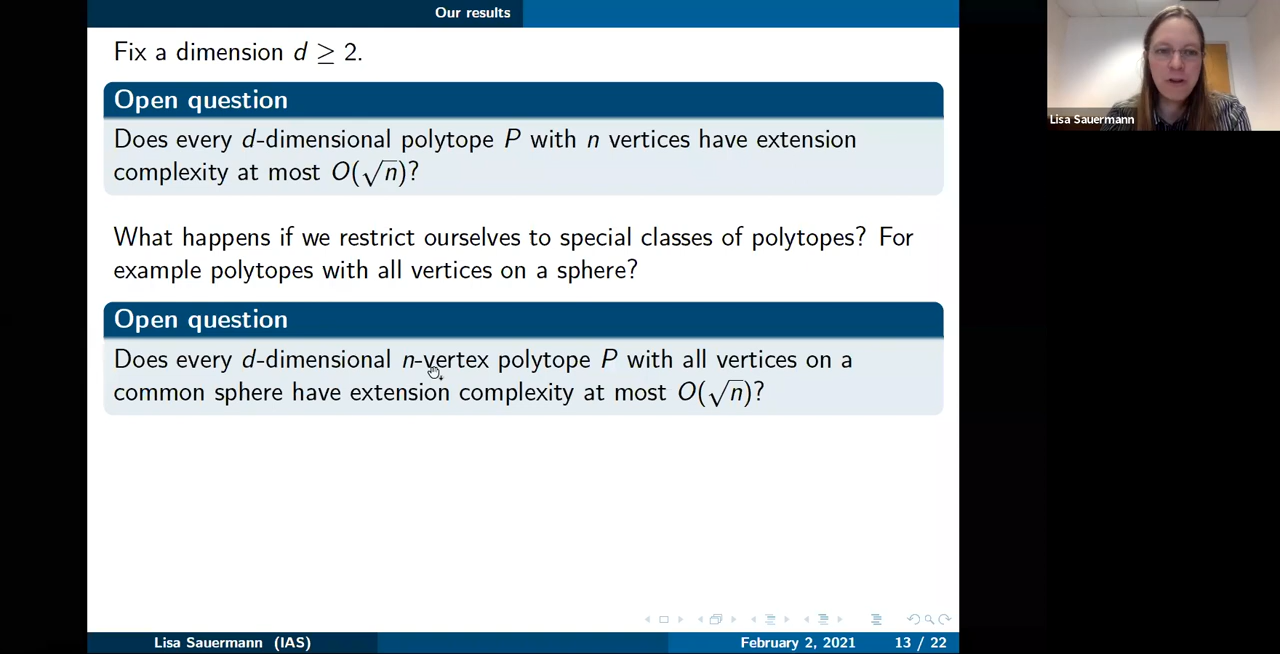 Our results
Fix a dimension d ≥ 2.
Open question
Does every d-dimensional polytope P with n vertices have extension
complexity at most O(√n)?
What happens if we restrict ourselves to special classes of polytopes? For
example polytopes with all vertices on a sphere?
Open question
Does every d-dimensional n-vertex polytope P with all vertices on a
common sphere have extension complexity at most O(√n)?
Lisa Sauermann (IAS)
February 2, 2021
13 / 22
Lisa Sauermann